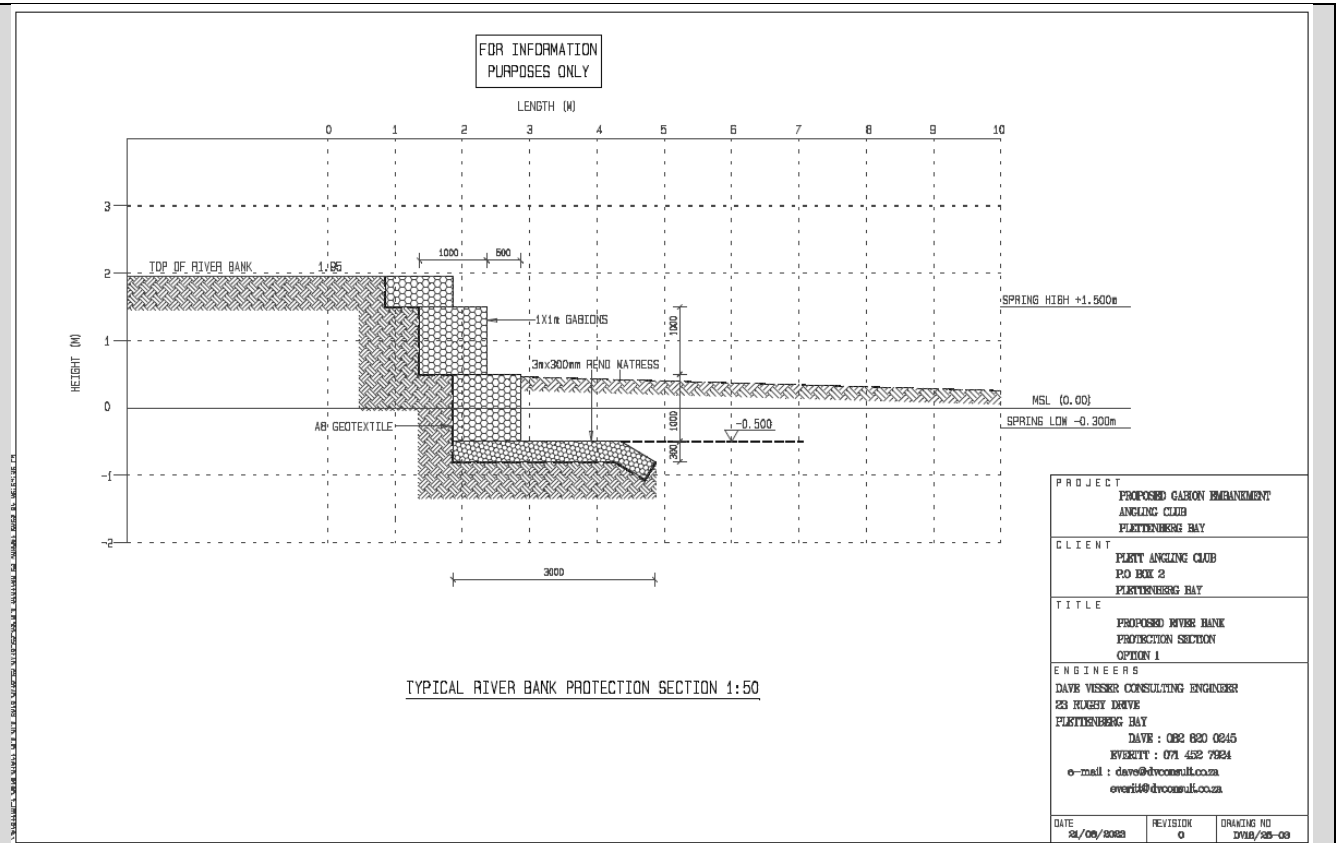 FOR INFORMATION
PURPOSES ONLY
LENGTH (M)
0 1 2 3 4 5 6 7 8 9 10
3
2
1
0
-1
-2
HEIGHT (M)
1000 500
TOP OF RIVER BANK 1.95
SPRING HIGH +1.500m
1X1m GABIONS
1000
3mx300mm RENO MATRESS
MSL (0.00)
SPRING LOW -0.300m
A8 GEOTEXTILE
-0.500
1000
300
3000
TYPICAL RIVER BANK PROTECTION SECTION 1:50
PROJECT
PROPOSED GABION EMBANKMENT
ANGLING CLUB
PLETTENBERG BAY
CLIENT
PLETT ANGLING CLUB
P.O BOX 2
PLETTENBERG BAY
TITLE
PROPOSED RIVER BANK
PROTECTION SECTION
OPTION 1
ENGINEERS
DAVE VISSER CONSULTING ENGINEER
23 RUGBY DRIVE
PLETTENBERG BAY
DAVE : 082 820 0245
EVERITT : 071 452 7924
e-mail : dave@dvconsult.co.za
everitt@dvconsult.co.za
DATE
REVISION
DRAWING NO
21/08/2023
0